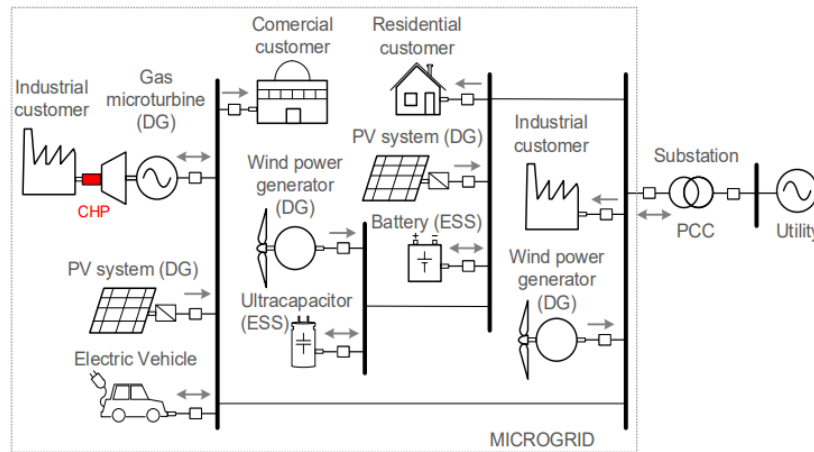 Comercial
customer
Residential
customer
Gas
microturbine
(DG)
Industrial
customer
CHP
PV system (DG)
Industrial
customer
Substation
PCC
Utility
Wind power
generator
(DG)
Battery (ESS)
+ -
Wind power
generator
(DG)
PV system (DG)
Ultracapacitor
(ESS)
Electric Vehicle
MICROGRID